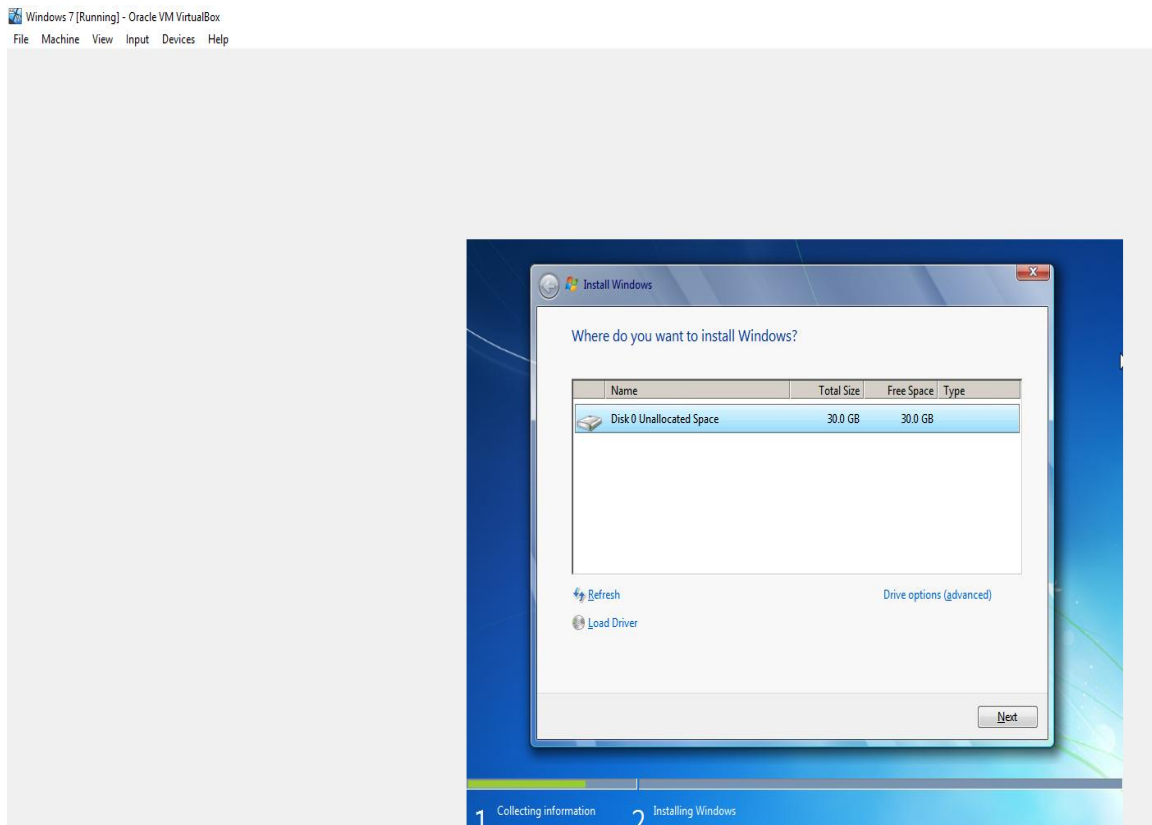 Windows 7 [Running] - Oracle VM VirtualBox
File Machine View Input Devices Help
Install Windows
X
Where do you want to install Windows?
Name Total Size Free Space Type
Disk 0 Unallocated Space 30.0 GB 30.0 GB
Refresh Drive options (advanced)
Load Driver
Next
1 Collecting information 2 Installing Windows